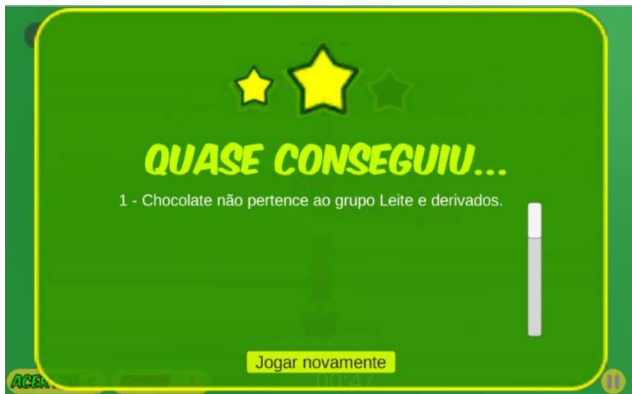 QUASE CONSEGUIU...
1 - Chocolate não pertence ao grupo Leite e derivados.
Jogar novamente